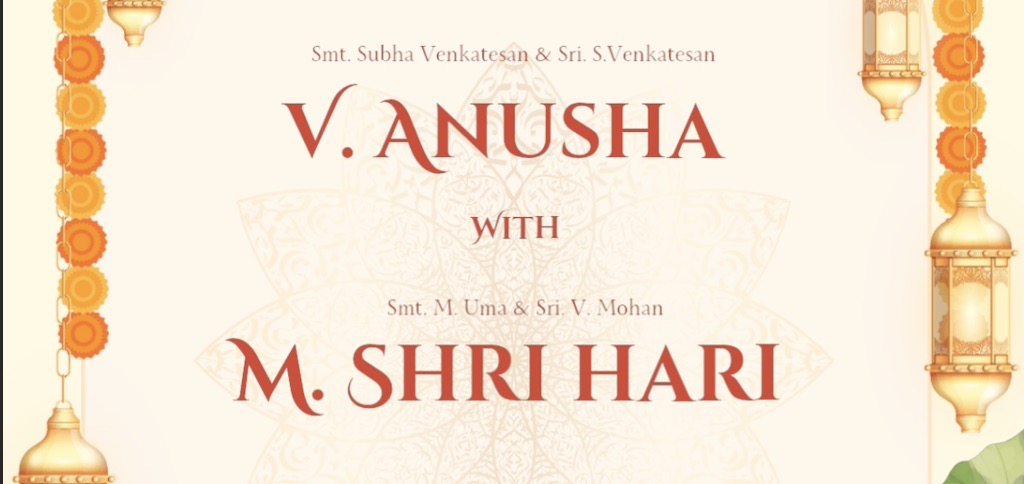 Smt. Subha Venkatesan & Sri. S.Venkatesan
V. ANUSHA
WITH
Smt. M. Uma & Sri. V. Mohan
M. SHRI HARI